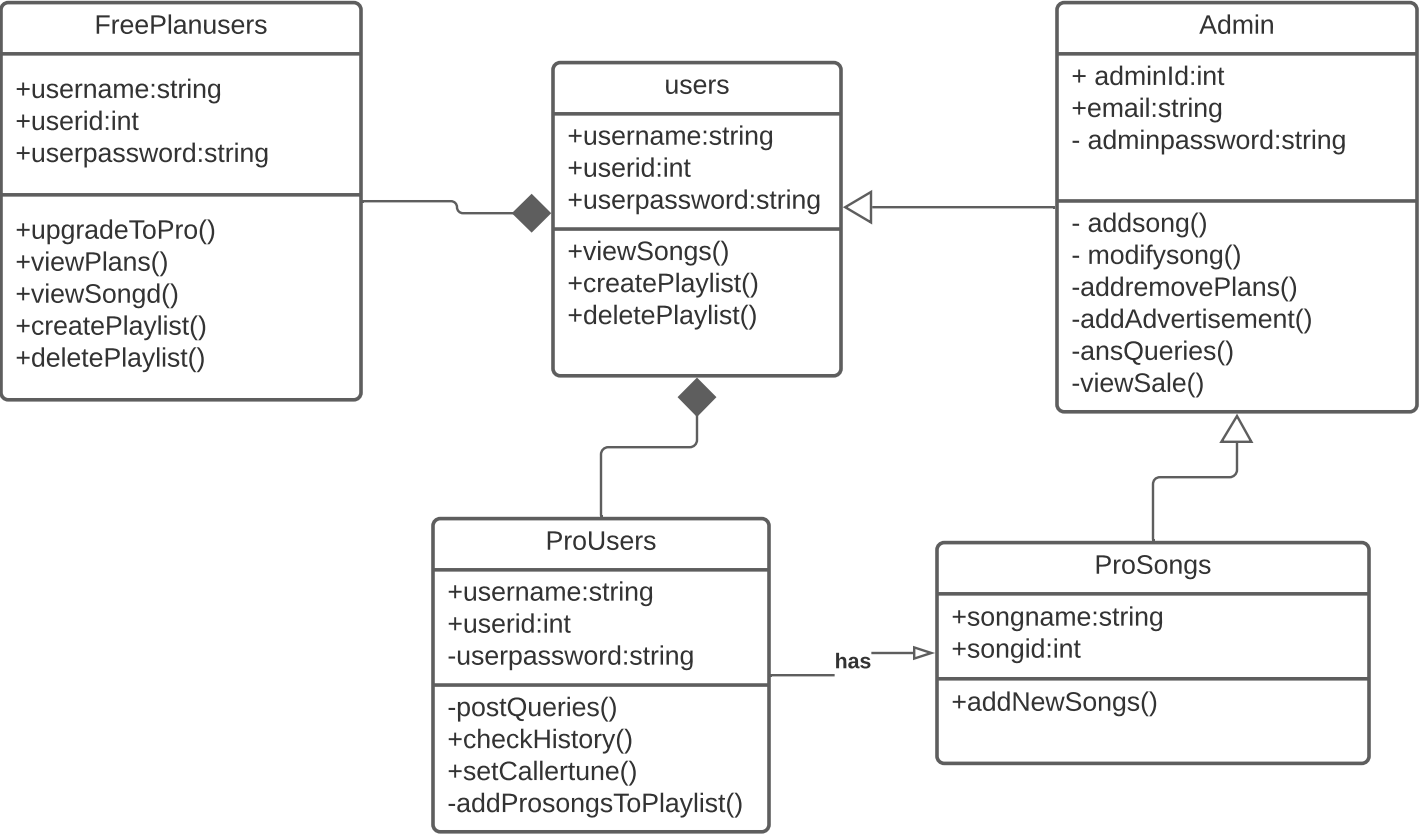 FreePlanusers
+username:string
+userid:int
+userpassword:string
+upgradeToPro()
+viewPlans()
+viewSongd()
+createPlaylist()
+deletePlaylist()
users
+username:string
+userid:int
+userpassword:string
+viewSongs()
+createPlaylist()
+deletePlaylist()
Admin
+ adminId:int
+email:string
- adminpassword:string
- addsong()
- modifysong()
-addremovePlans()
-addAdvertisement()
-ansQueries()
-viewSale()
ProUsers
+username:string
+userid:int
-userpassword:string
-postQueries()
+checkHistory()
+setCallertune()
-addProsongsToPlaylist()
has
ProSongs
+songname:string
+songid:int
+addNewSongs()